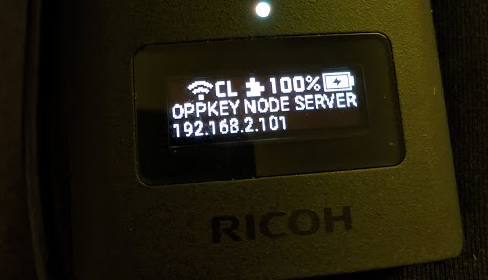 CL 100%
OPPKEY NODE SERVER
192.168.2.101
RICOH